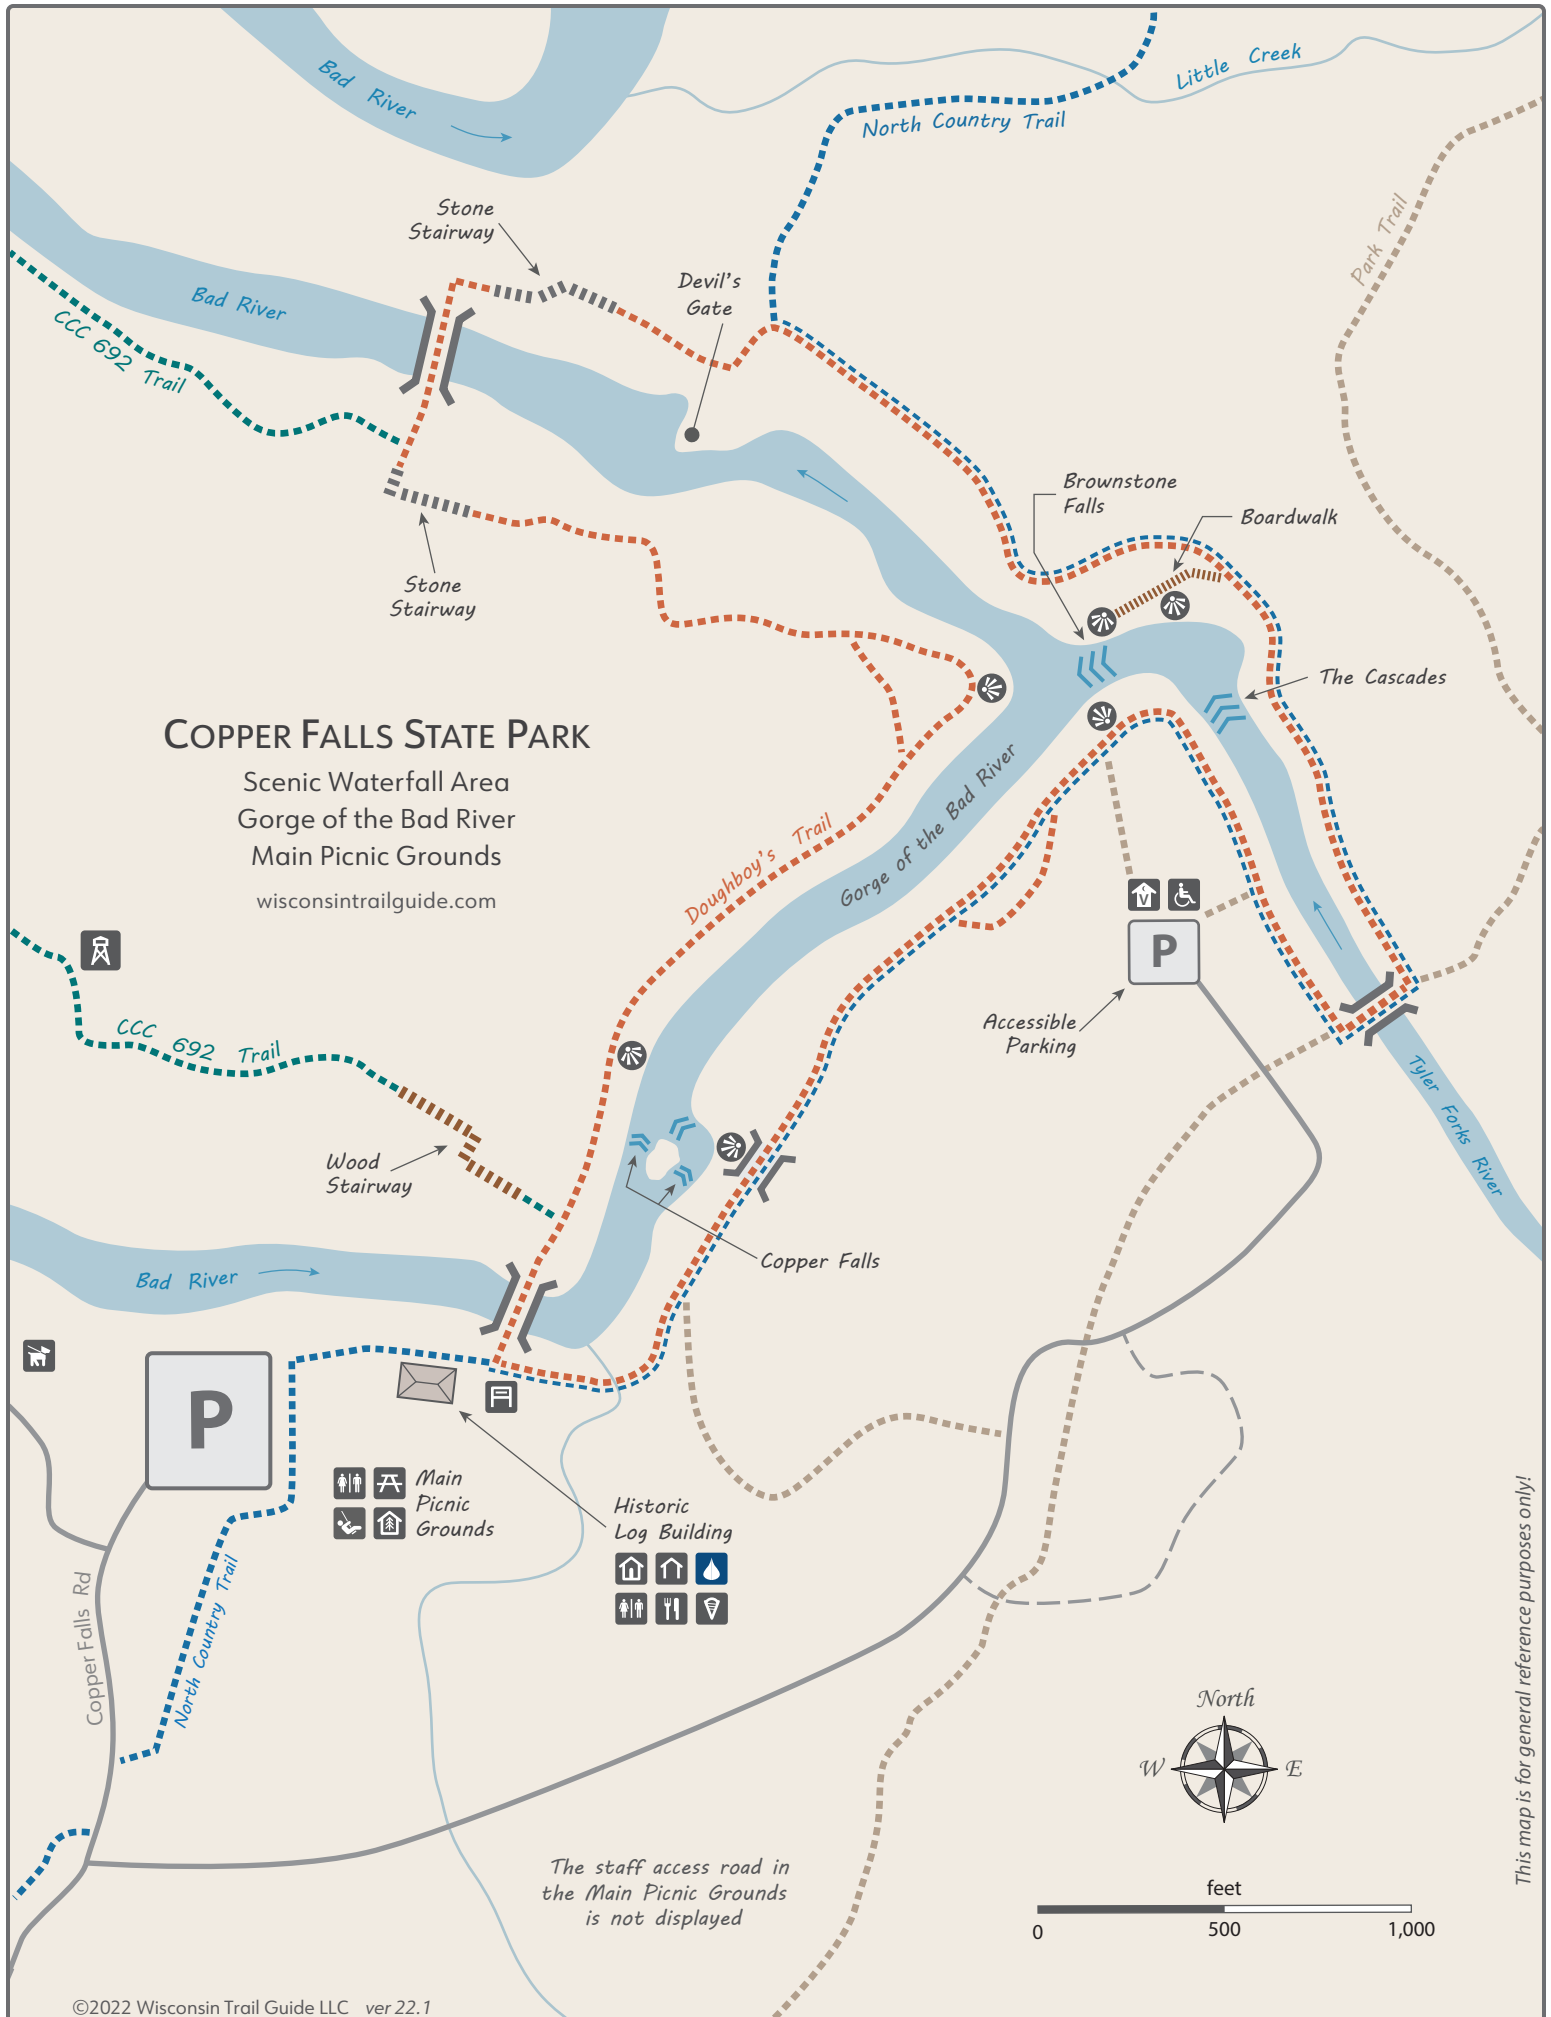 Bad River
Little Creek
North Country Trail
Park Trail
Stone
Stairway
Devil's
Gate
Bad River
CCC 692 Trail
Brownstone
Falls
Boardwalk
Stone
Stairway
The Cascades
COPPER FALLS STATE PARK
Scenic Waterfall Area
Gorge of the Bad River
Main Picnic Grounds
wisconsintrailguide.com
Doughboy's Trail
Gorge of the Bad River
V
P
Accessible
Parking
CCC 692 Trail
Tyler Forks River
Wood
Stairway
Copper Falls
Bad River
P
Main
Picnic
Grounds
Historic
Log Building
Copper Falls Rd
North Country Trail
This map is for general reference purposes only!
North
W
E
The staff access road in
the Main Picnic Grounds
is not displayed
feet
0
500
1,000
©2022 Wisconsin Trail Guide LLC ver 22.1